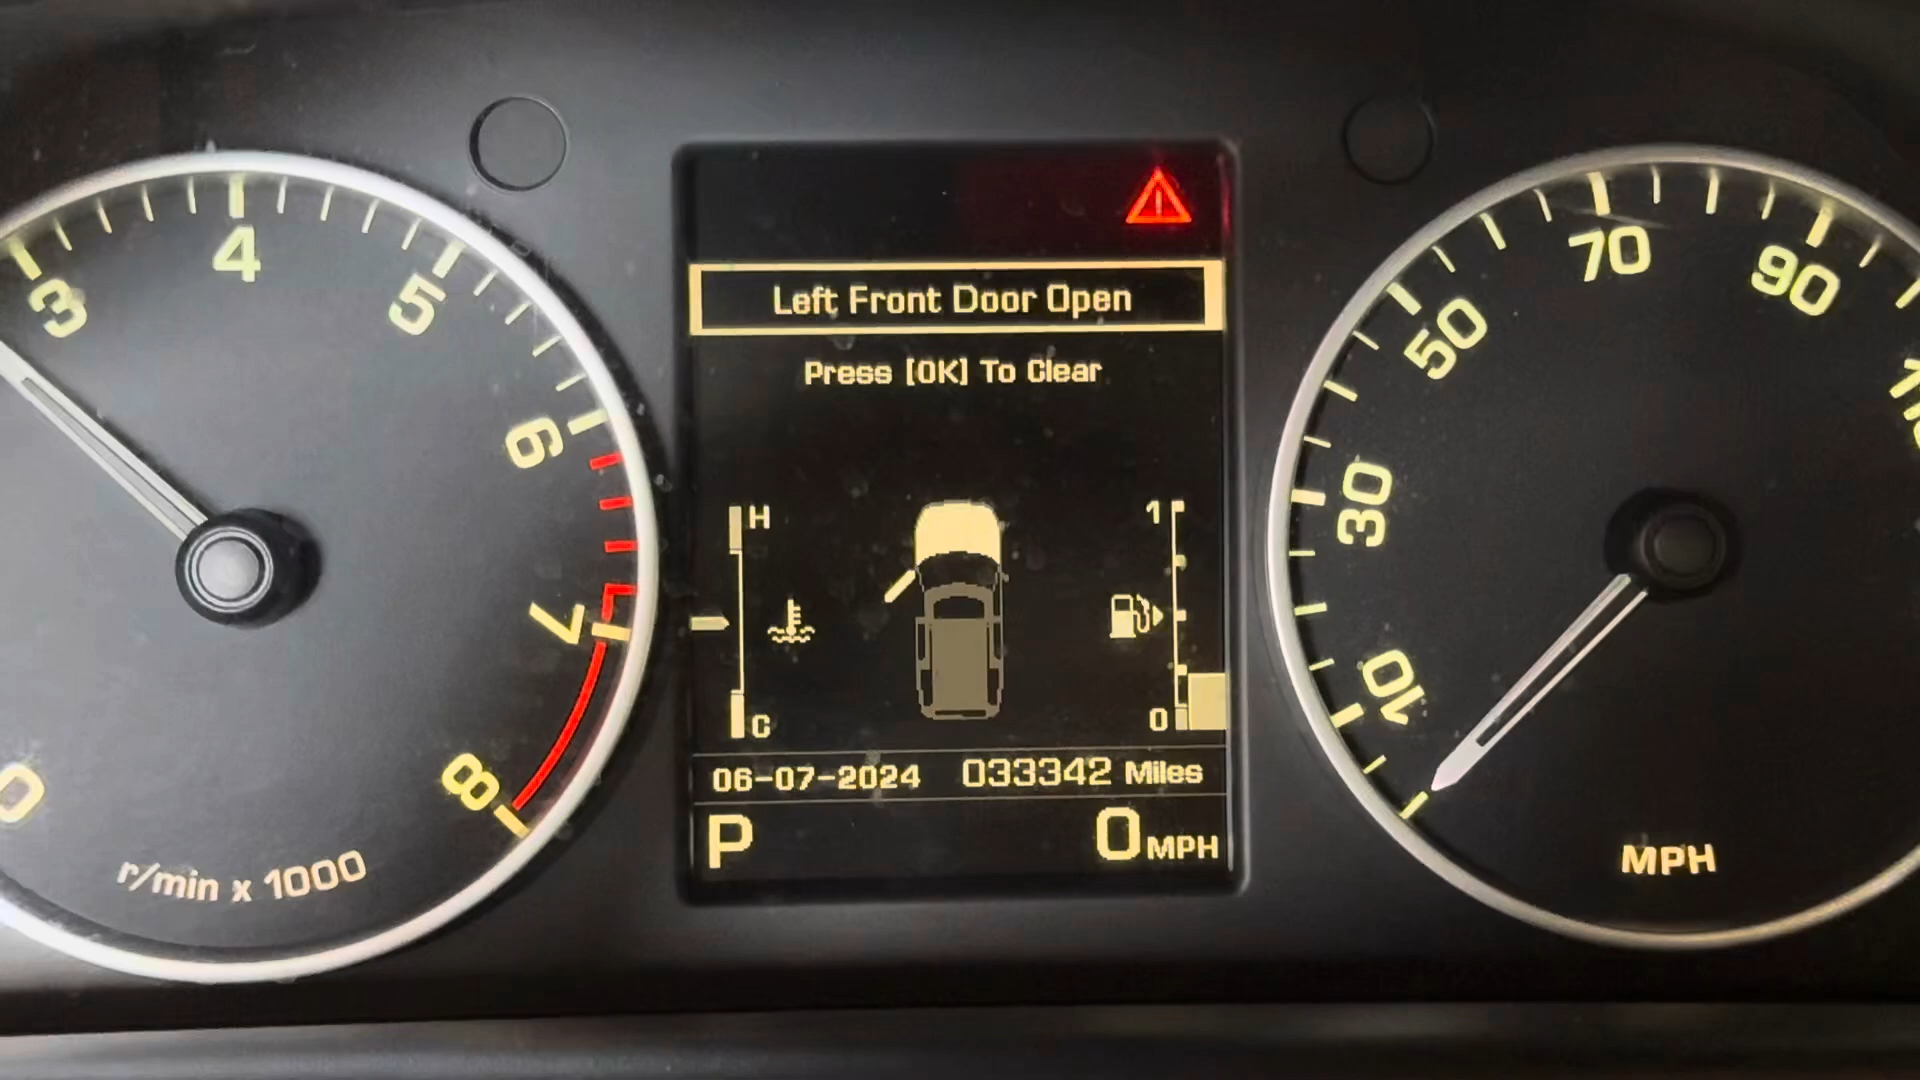 Left Front Door Open
Press [OK] To Clear
H
C
1
0
06-07-2024 033342 Miles
P 0 MPH
0
3
4
5
6
7
8
r/min x 1000
10
30
50
70
90
MPH